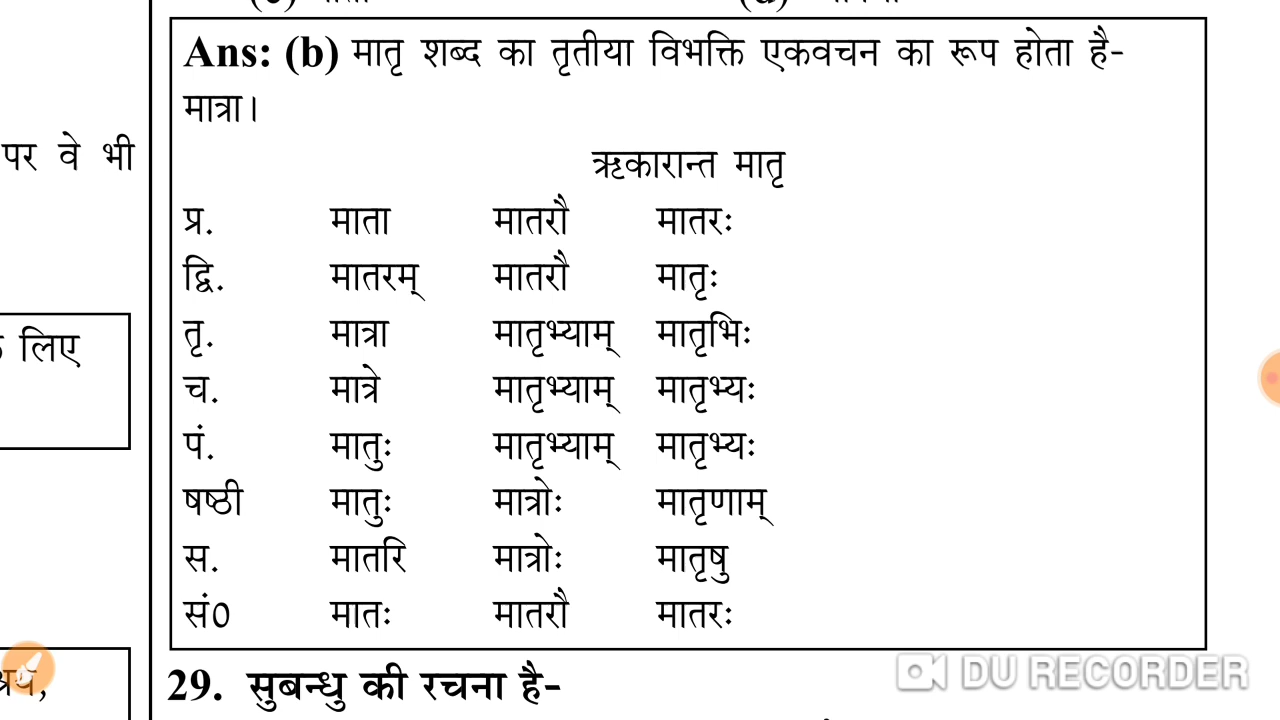 Ans: (b) मातृ शब्द का तृतीया विभक्ति एकवचन का रूप होता है-
मात्रा।
पर वे भी
ऋकारान्त मातृ
प्र. माता मातरौ मातरः
द्वि. मातरम् मातरौ मातृः
लिए
तृ. मात्रा मातृभ्याम् मातृभिः
च. मात्रे मातृभ्याम् मातृभ्यः
पं. मातुः मातृभ्याम् मातृभ्यः
षष्ठी मातुः मात्रोः मातृणाम्
स. मातरि मात्रोः मातृषु
सं0 मातः मातरौ मातरः
29. सुबन्धु की रचना है-
DU RECORDER